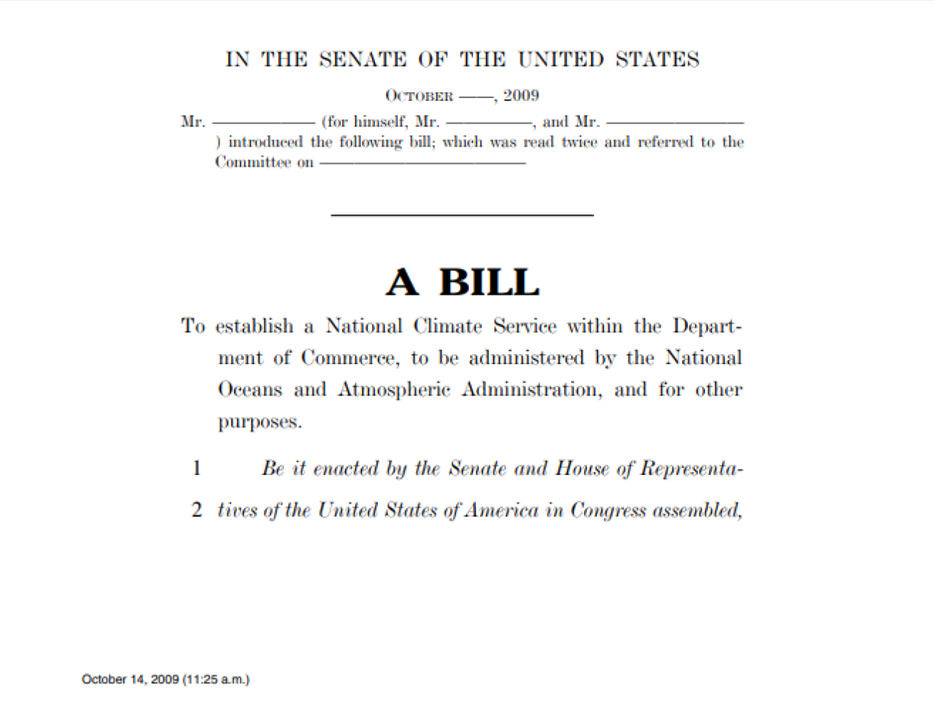 IN THE SENATE OF THE UNITED STATES
OCTOBER ——, 2009
Mr. ———————— (for himself, Mr. ———————, and Mr. ———————————
) introduced the following bill; which was read twice and referred to the
Committee on ————————————————
A BILL
To establish a National Climate Service within the Depart-
ment of Commerce, to be administered by the National
Oceans and Atmospheric Administration, and for other
purposes.
1 Be it enacted by the Senate and House of Representa-
2 tives of the United States of America in Congress assembled,
October 14, 2009 (11:25 a.m.)